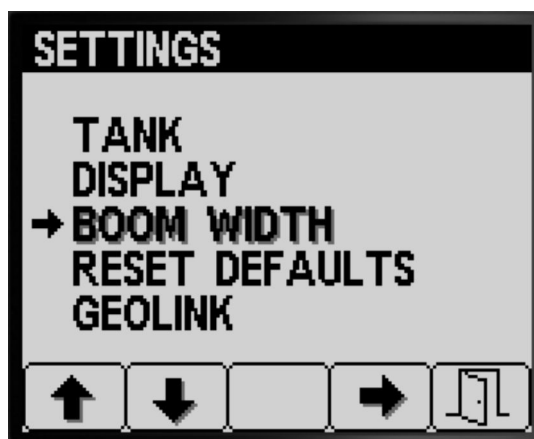 SETTINGS
TANK
DISPLAY
BOOM WIDTH
RESET DEFAULTS
GEOLINK